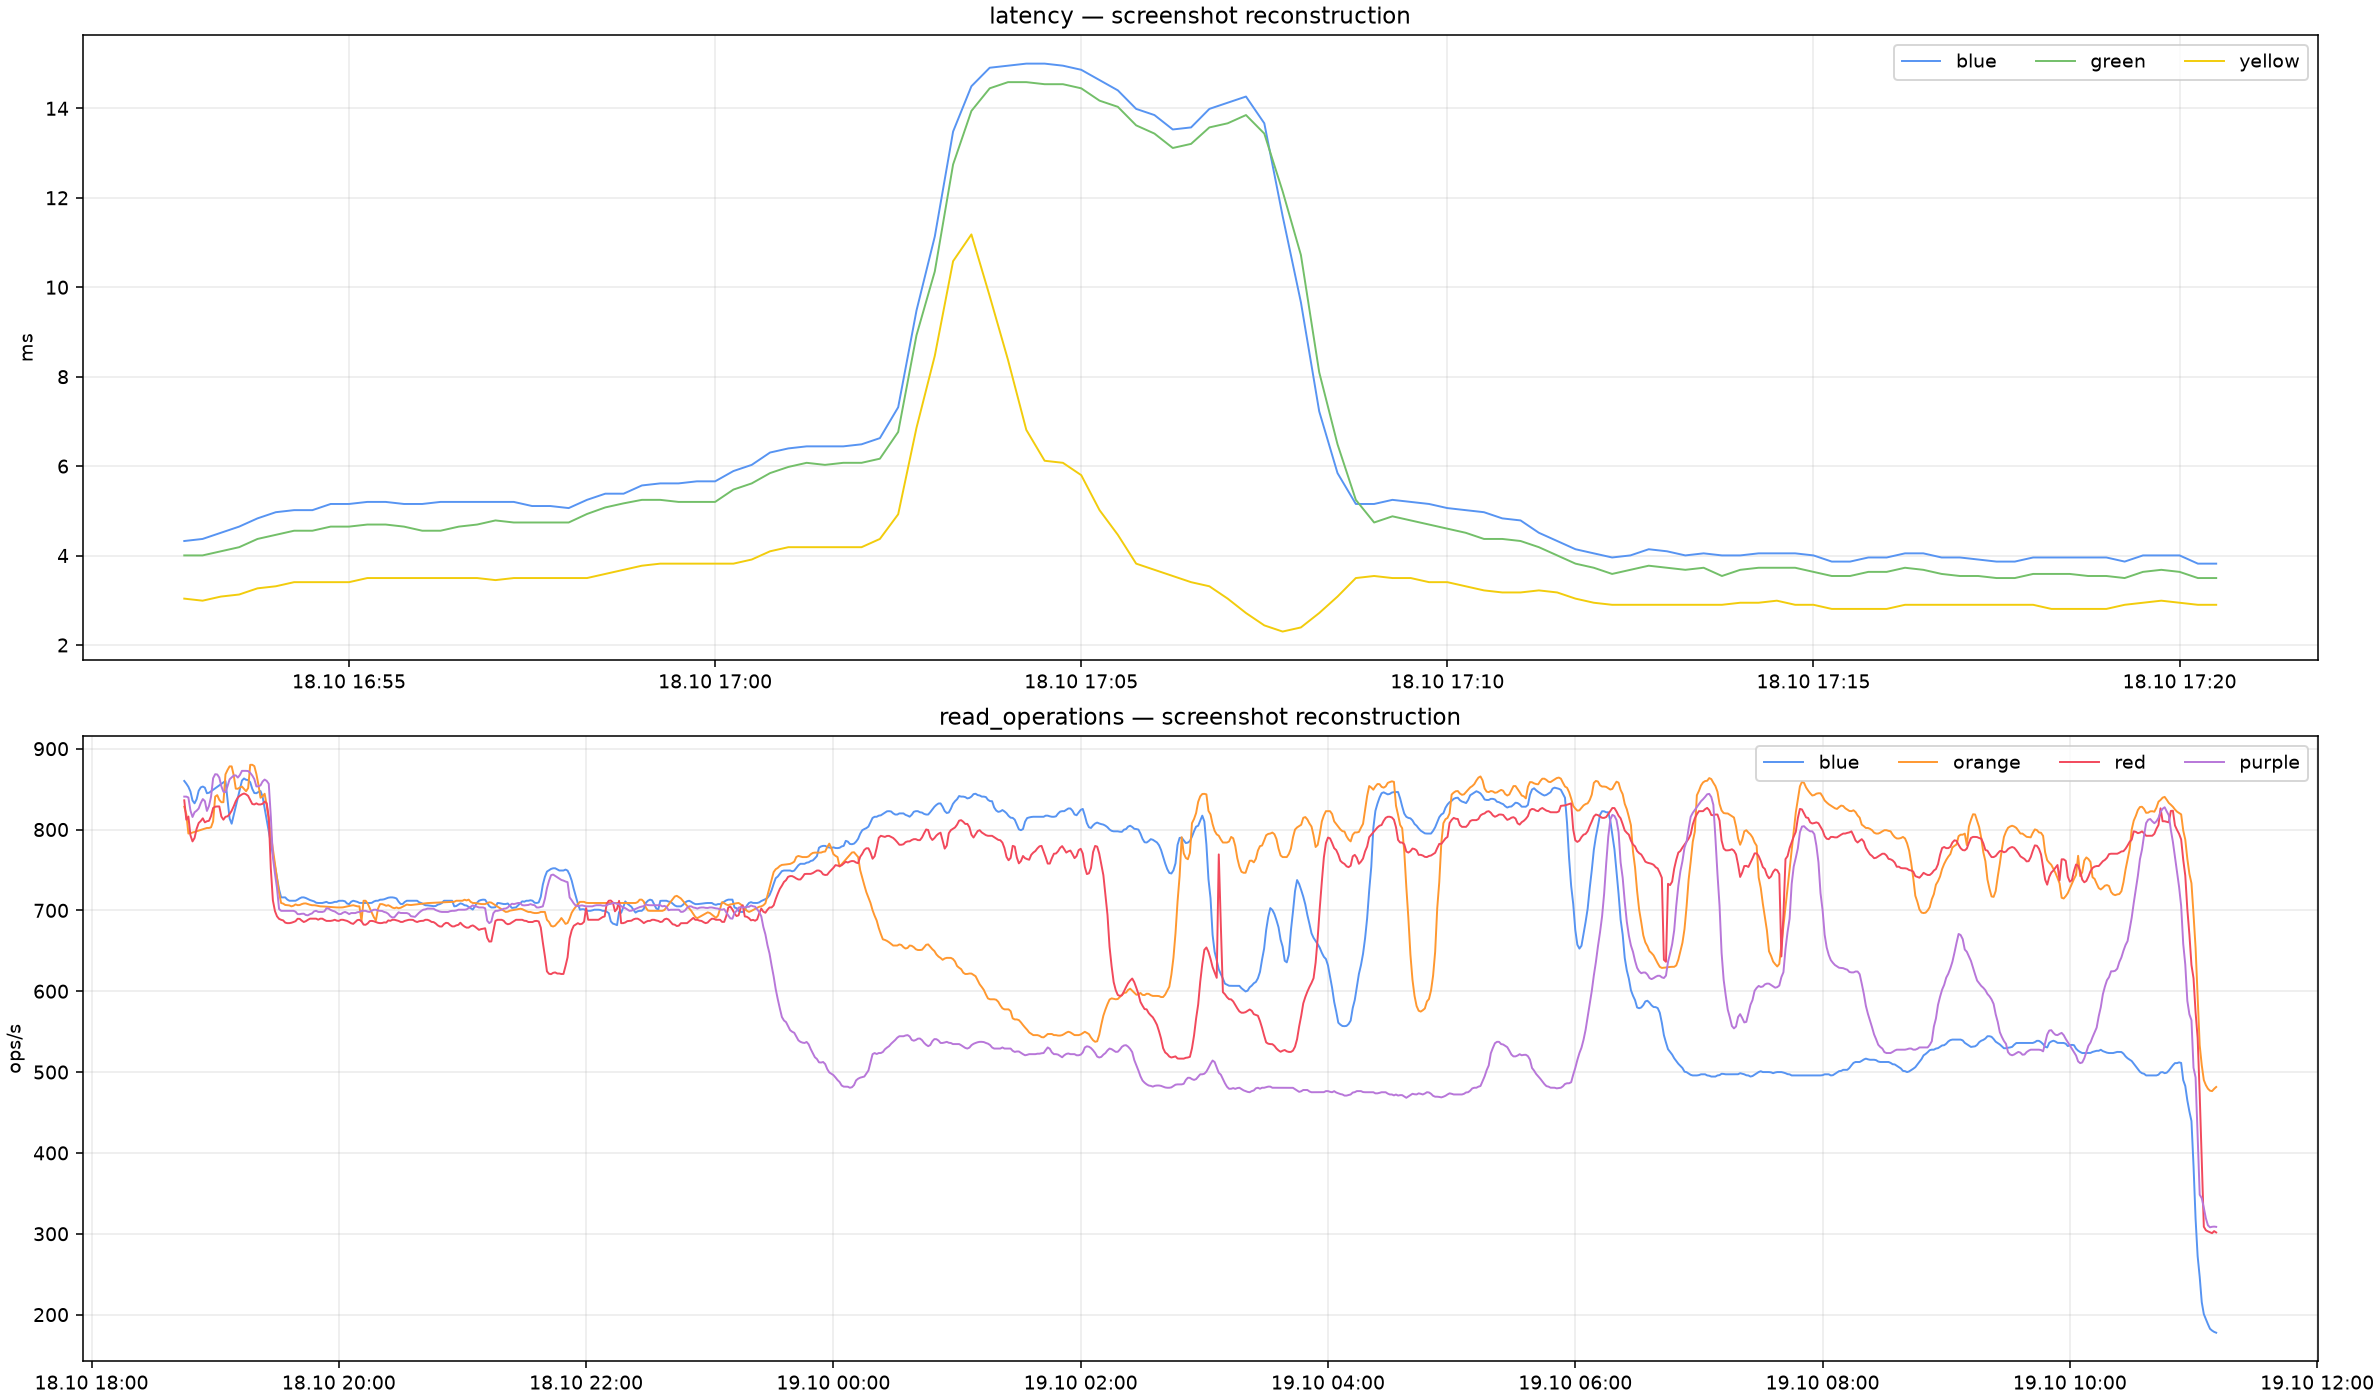 latency — screenshot reconstruction
blue green yellow
14
12
10
8
6
4
2
ms
18.10 16:55 18.10 17:00 18.10 17:05 18.10 17:10 18.10 17:15 18.10 17:20
read_operations — screenshot reconstruction
blue orange red purple
900
800
700
600
500
400
300
200
ops/s
18.10 18:00 18.10 20:00 18.10 22:00 19.10 00:00 19.10 02:00 19.10 04:00 19.10 06:00 19.10 08:00 19.10 10:00 19.10 12:00